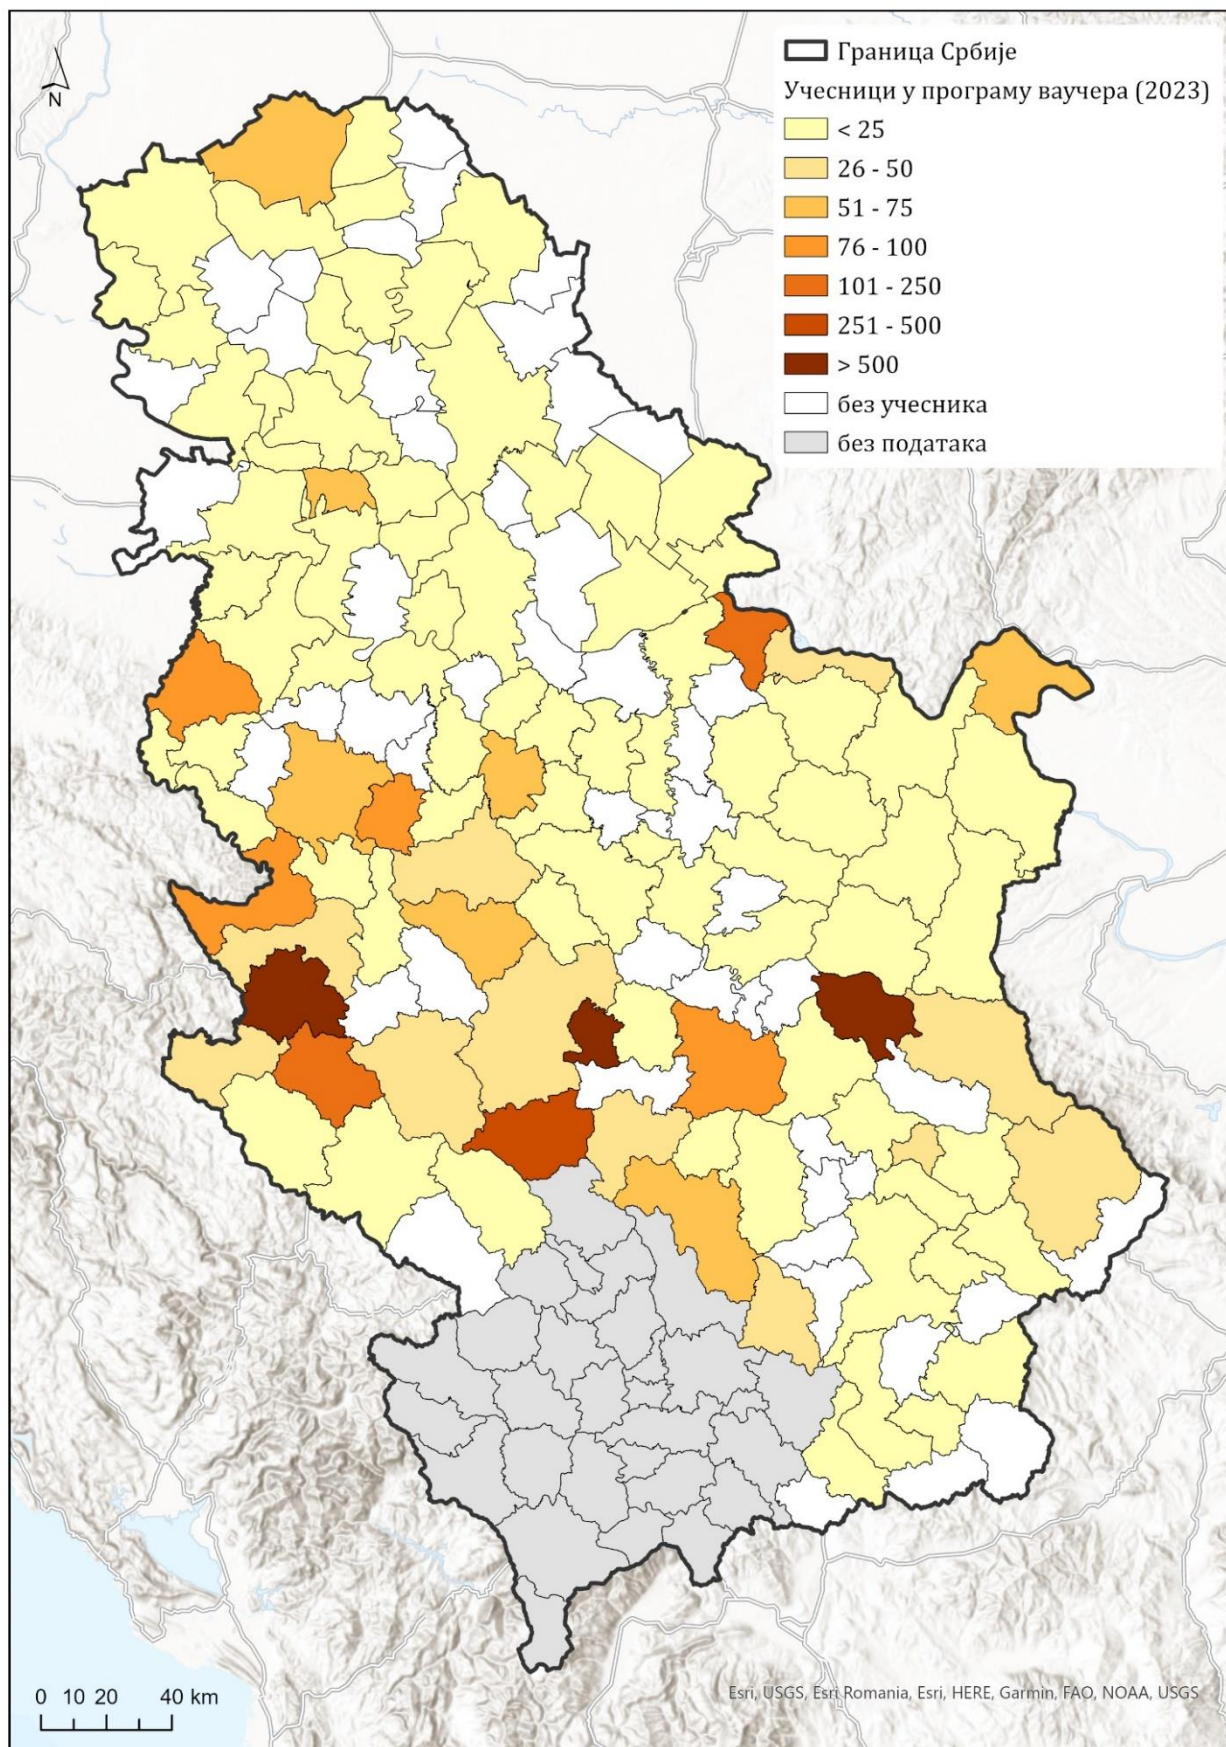 Граница Србије
Учесници у програму ваучера (2023)
< 25
26 - 50
51 - 75
76 - 100
101 - 250
251 - 500
> 500
без учесника
без података
N
0 10 20 40 km
Esri, USGS, Esri Romania, Esri, HERE, Garmin, FAO, NOAA, USGS